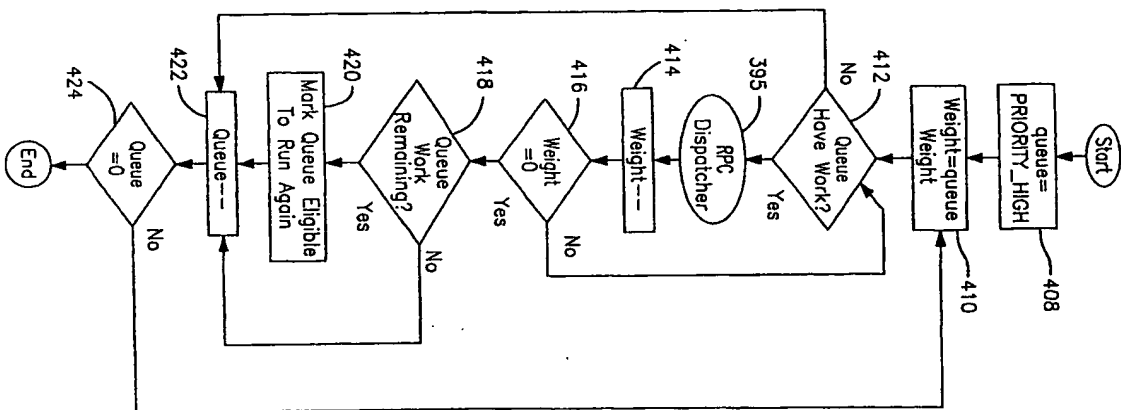 Start
queue=
PRIORITY_HIGH
408
Weight=queue
Weight
410
412
Queue
Have Work?
No
Yes
395
RPC
Dispatcher
414
Weight--
416
Weight
=0
No
Yes
418
Queue
Work
Remaining?
No
Yes
420
Mark Queue Eligible
To Run Again
422
Queue--
424
Queue
=0
No
End